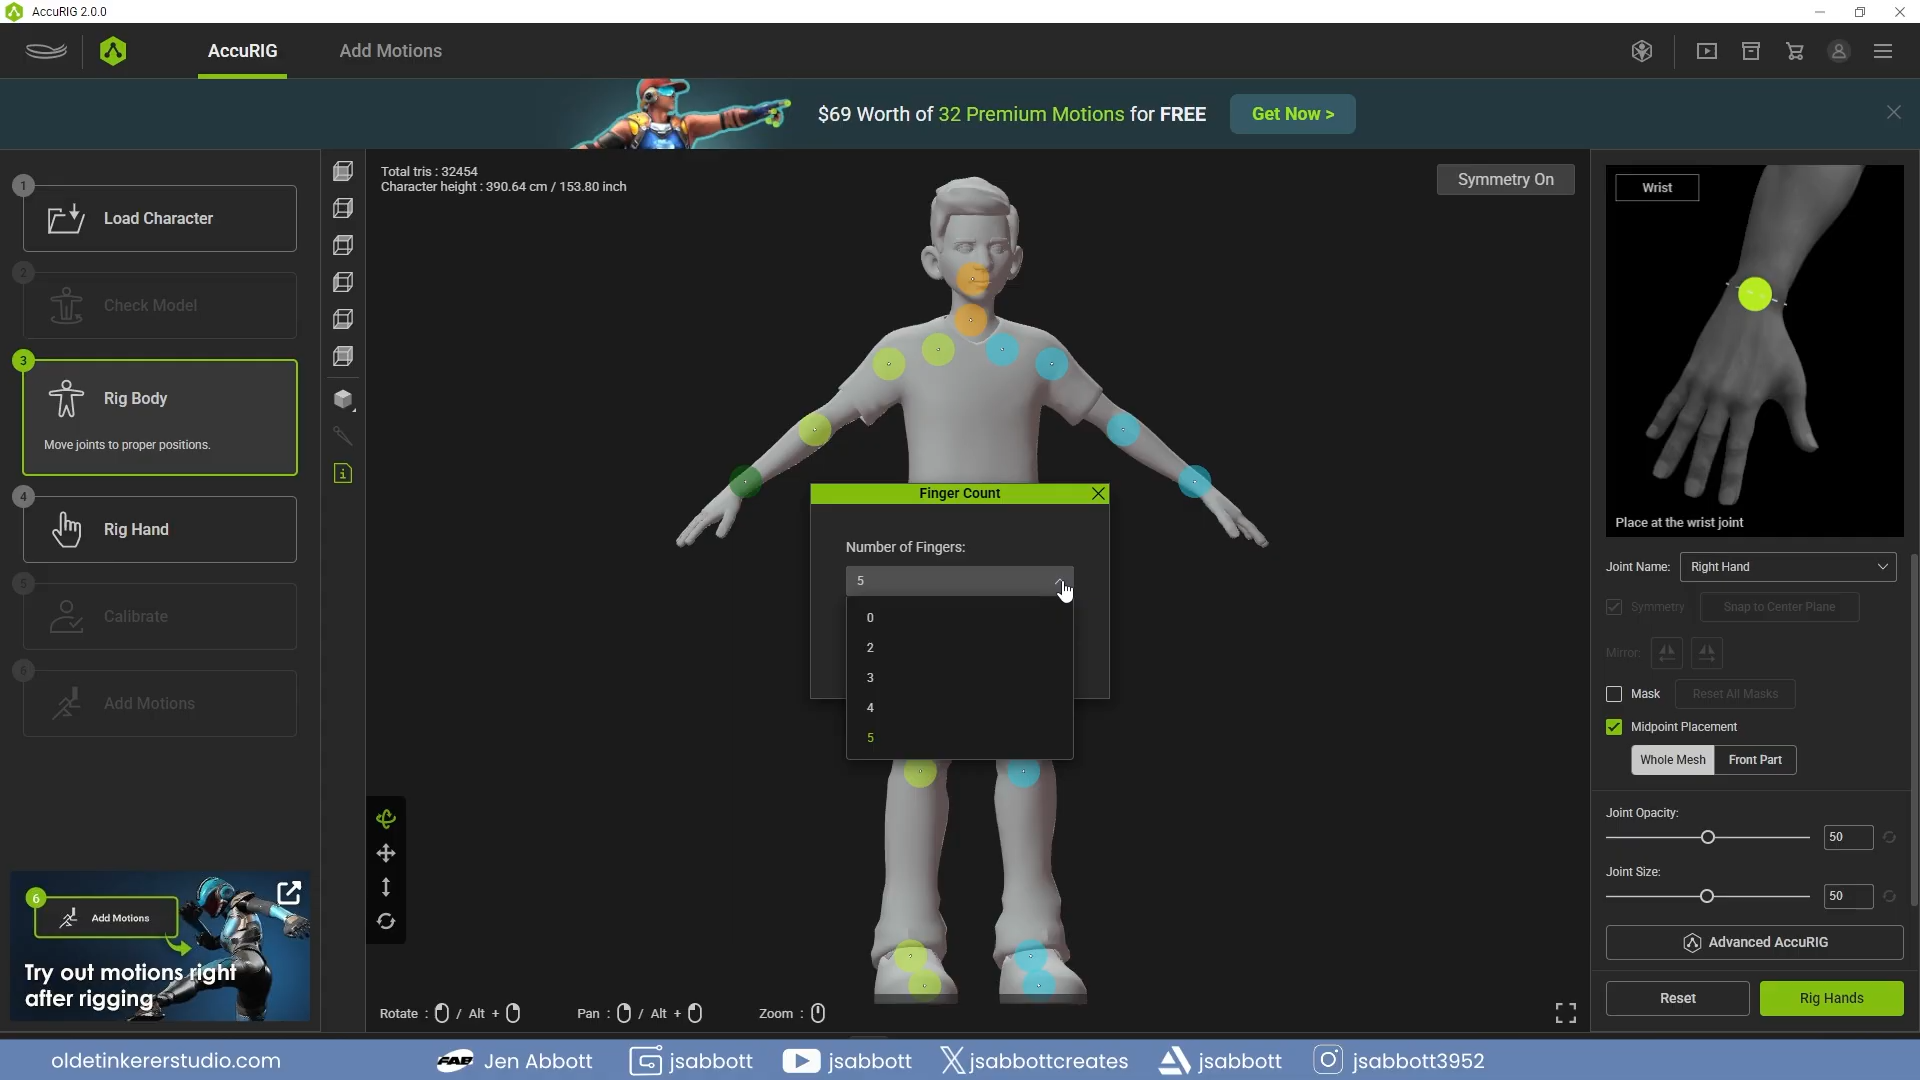 AccuRIG 2.0.0
AccuRIG
Add Motions
$69 Worth of 32 Premium Motions for FREE
Get Now >
1
Load Character
2
Check Model
3
Rig Body
Move joints to proper positions.
4
Rig Hand
5
Calibrate
6
Add Motions
6
Add Motions
Try out motions right
after rigging
Total tris : 32454
Character height : 390.64 cm / 153.80 inch
Symmetry On
Finger Count
Number of Fingers:
5
0
2
3
4
5
Rotate : / Alt +
Pan : / Alt +
Zoom :
Wrist
Place at the wrist joint
Joint Name:
Right Hand
Symmetry
Snap to Center Plane
Mirror:
Mask
Reset All Masks
Midpoint Placement
Whole Mesh
Front Part
Joint Opacity:
50
Joint Size:
50
Advanced AccuRIG
Reset
Rig Hands
oldetinkererstudio.com
FAB
Jen Abbott
jsabbott
jsabbott
jsabbottcreates
jsabbott
jsabbott3952